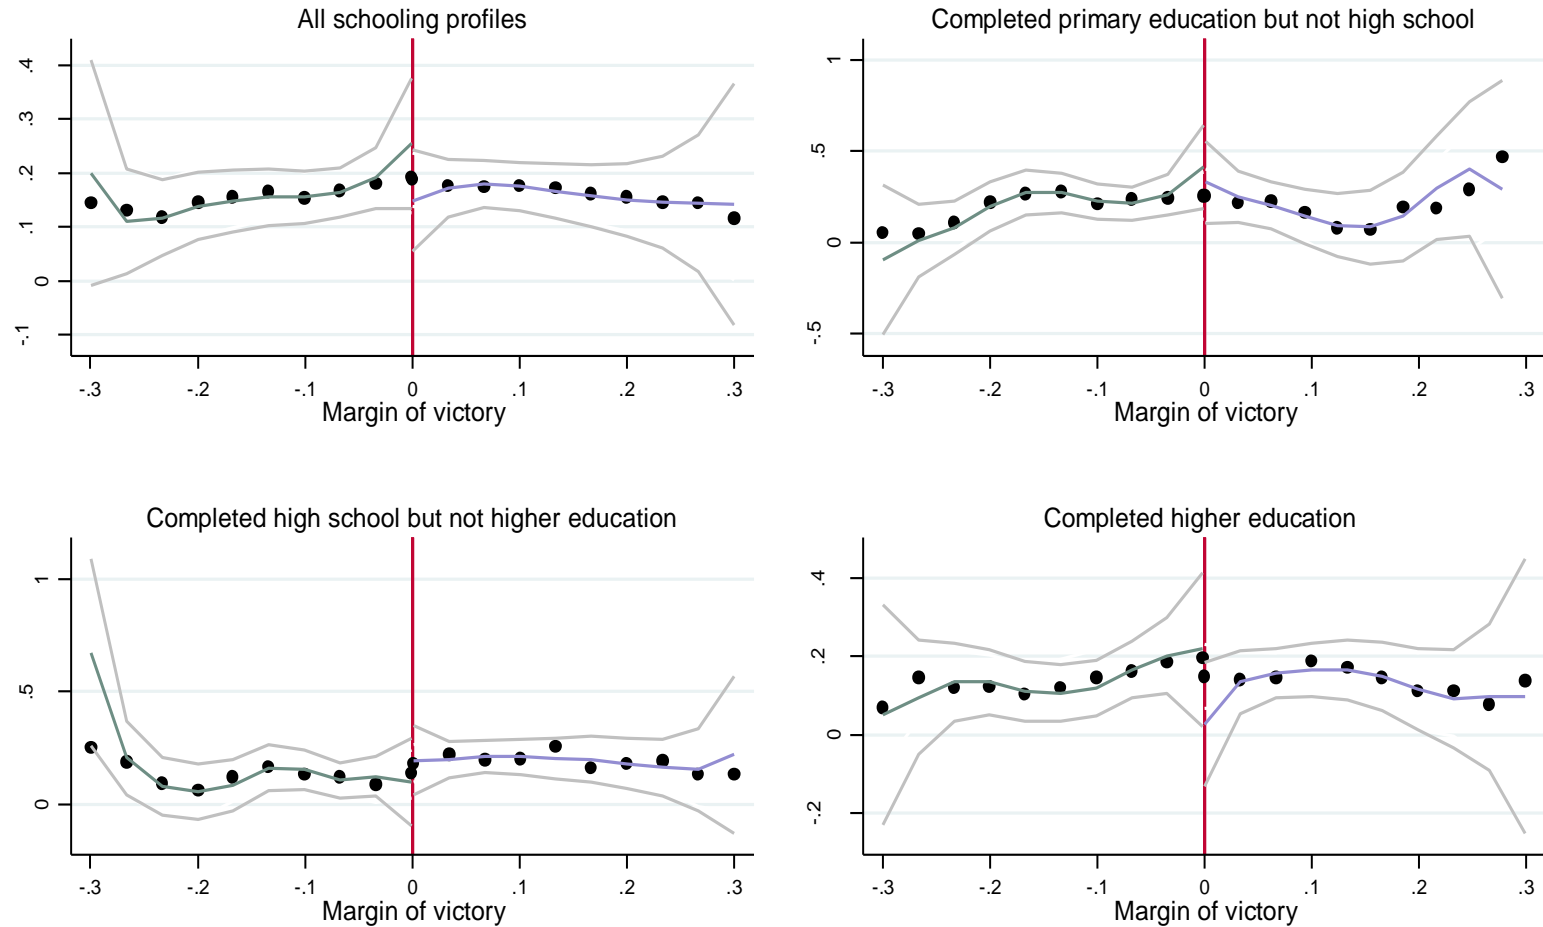 All schooling profiles
.4
.3
.2
.1
0
-.1
-.3 -.2 -.1 0 .1 .2 .3
Margin of victory
Completed primary education but not high school
1
.5
0
-.5
-.3 -.2 -.1 0 .1 .2 .3
Margin of victory
Completed high school but not higher education
1
.5
0
-.3 -.2 -.1 0 .1 .2 .3
Margin of victory
Completed higher education
.4
.2
0
-.2
-.3 -.2 -.1 0 .1 .2 .3
Margin of victory